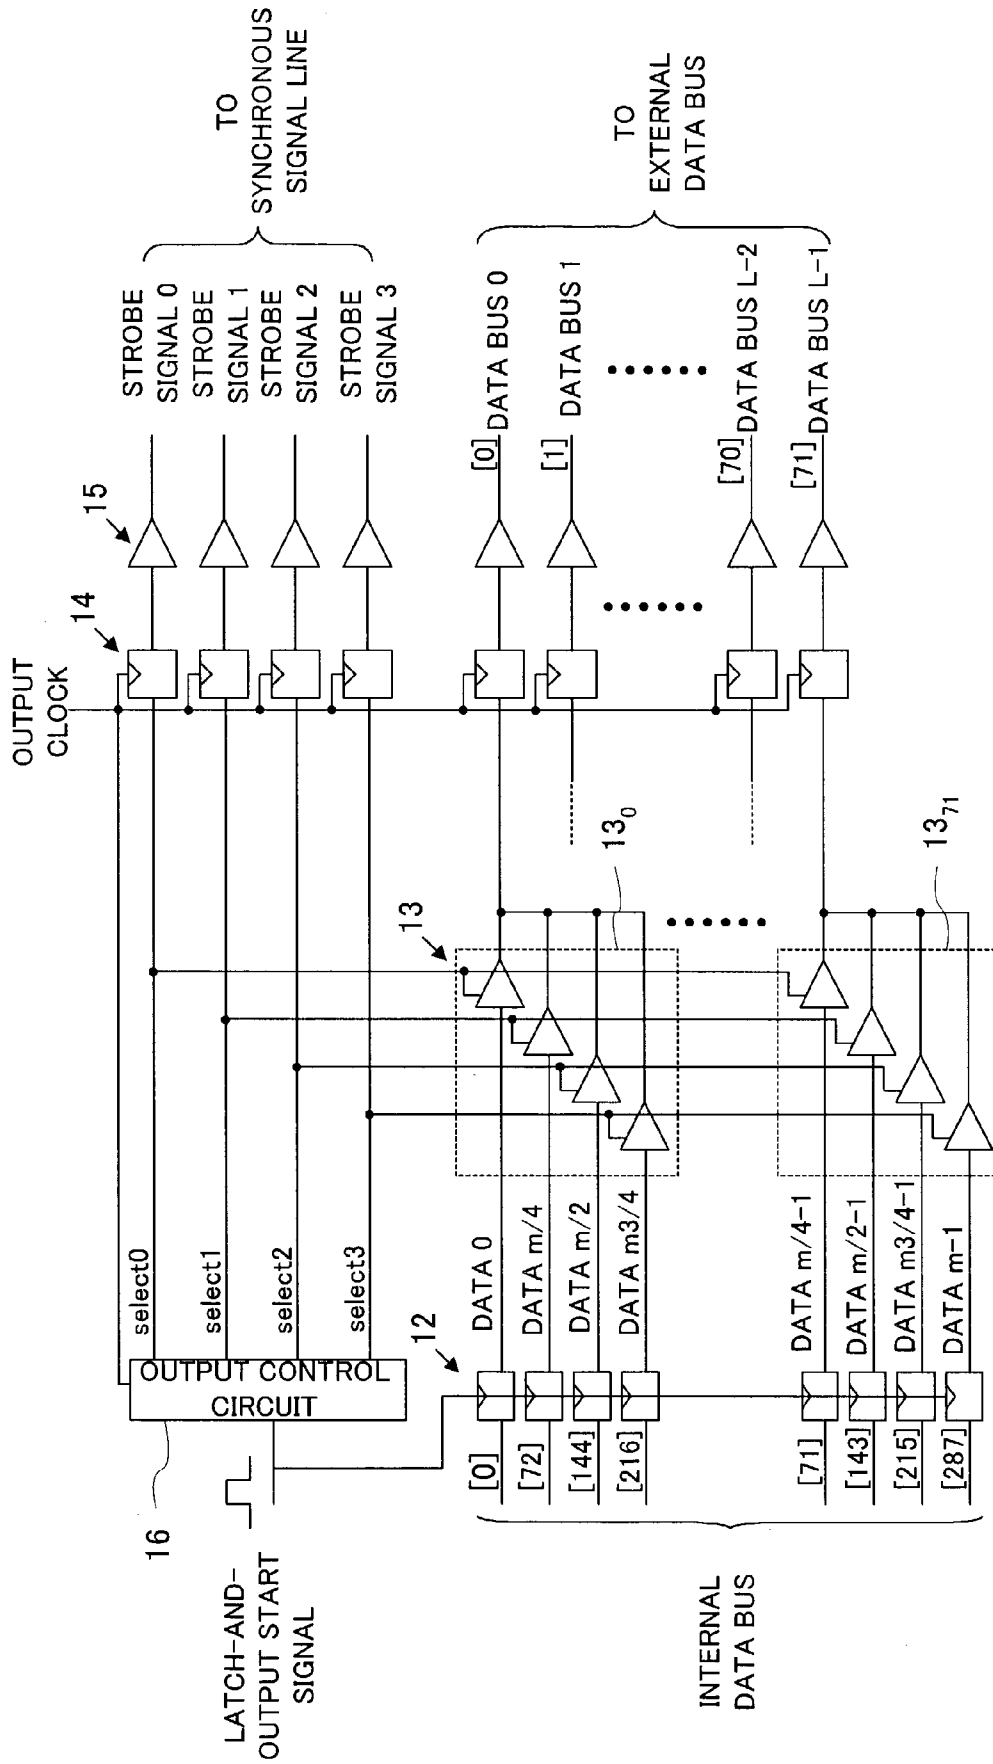 LATCH-AND-
OUTPUT START
SIGNAL
16
OUTPUT CONTROL
CIRCUIT
select0
select1
select2
select3
OUTPUT
CLOCK
14
15
STROBE
SIGNAL 0
STROBE
SIGNAL 1
STROBE
SIGNAL 2
STROBE
SIGNAL 3
TO
SYNCHRONOUS
SIGNAL LINE
INTERNAL
DATA BUS
12
[0]
DATA 0
[72]
DATA m/4
[144]
DATA m/2
[216]
DATA m3/4
[71]
DATA m/4-1
[143]
DATA m/2-1
[215]
DATA m3/4-1
[287]
DATA m-1
13
13₀
13₇₁
[0]
DATA BUS 0
[1]
DATA BUS 1
[70]
DATA BUS L-2
[71]
DATA BUS L-1
TO
EXTERNAL
DATA BUS